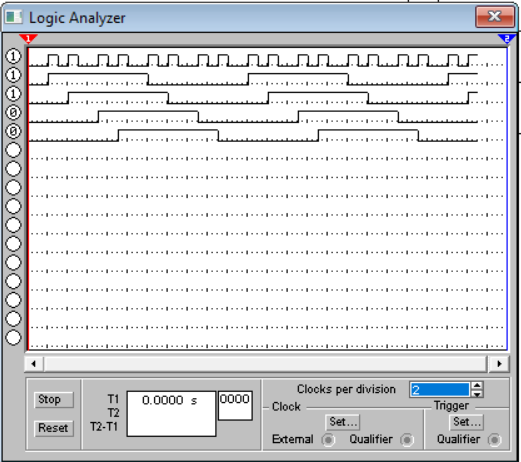 Logic Analyzer
1
2
1
1
1
0
0
Clocks per division 2
Stop
T1 0.0000 s 0000
T2
Clock
Trigger
Set...
Set...
Reset
T2-T1
External
Qualifier
Qualifier